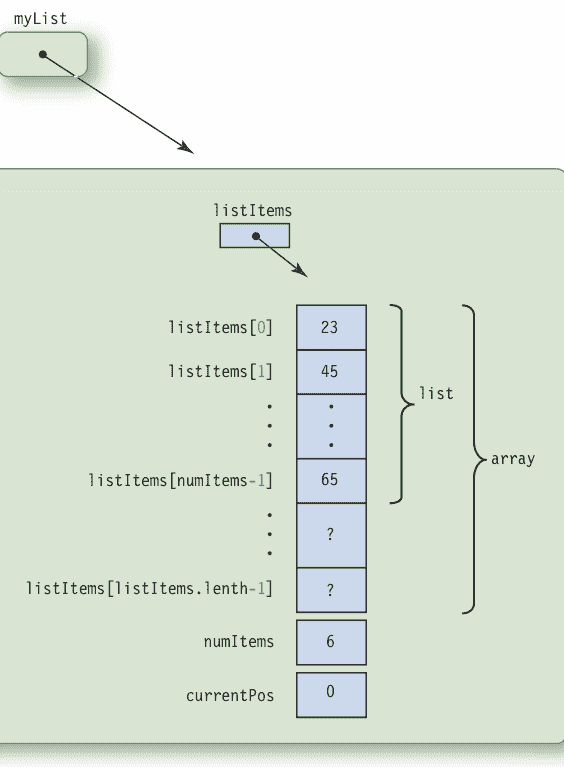 myList
listItems
listItems[0] 23
listItems[1] 45
list
array
listItems[numItems-1] 65
?
listItems[listItems.lenth-1] ?
numItems 6
currentPos 0